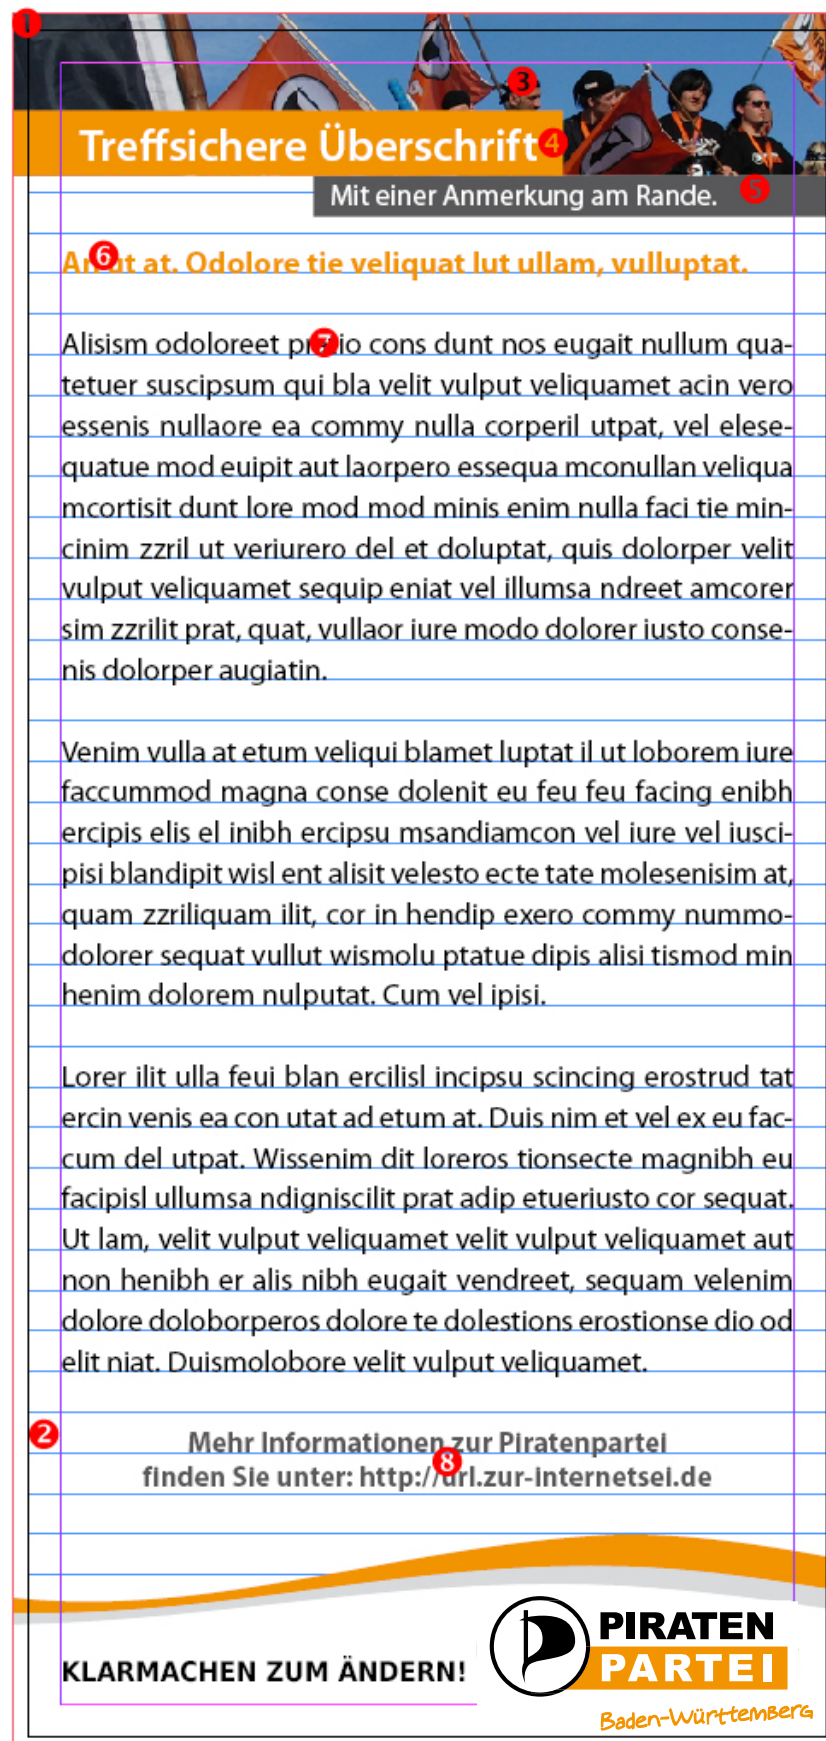 1
3
Treffsichere Überschrift 4
Mit einer Anmerkung am Rande. 5
6
ut at. Odolore tie veliquat lut ullam, vulluptat.
7
Alisism odoloreet cons dunt nos eugait nullum qua-
tetuer suscipsum qui bla velit vulput veliquamet acin vero
essenis nullaore ea commy nulla corperil utpat, vel elese-
quatue mod euipit aut laorpero essequa mconullan veliqua
mcortisit dunt lore mod mod minis enim nulla faci tie min-
cinim zzril ut veriurero del et doluptat, quis dolorper velit
vulput veliquamet sequip eniat vel illumsa ndreet amcorer
sim zzrilit prat, quat, vullaor iure modo dolorer iusto conse-
nis dolorper augiatin.
Venim vulla at etum veliqui blamet luptat il ut loborem iure
faccummod magna conse dolenit eu feu feu facing enibh
ercipis elis el inibh ercipsu msandiamcon vel iure vel iusci-
pisi blandipit wisl ent alisit velesto ecte tate molesenisim at,
quam zzriliquam ilit, cor in hendip exero commy nummo-
dolorer sequat vullut wismolu ptatue dipis alisi tismod min
henim dolorem nulputat. Cum vel ipisi.
Lorer ilit ulla feui blan ercilisl incipsu scincing erostrud tat
ercin venis ea con utat ad etum at. Duis nim et vel ex eu fac-
cum del utpat. Wissenim dit loreros tionsecte magnibh eu
facipisl ullumsa ndigniscilit prat adip etueriusto cor sequat.
Ut lam, velit vulput veliquamet velit vulput veliquamet aut
non henibh er alis nibh eugait vendreet, sequam velenim
dolore doloborperos dolore te dolestions erostionse dio od
elit niat. Duismolobore velit vulput veliquamet.
2
Mehr Informationen zur Piratenpartei
8
finden Sie unter: http://url.zur-internetsei.de
PIRATEN
PARTEI
KLARMACHEN ZUM ÄNDERN!
Baden-Württemberg